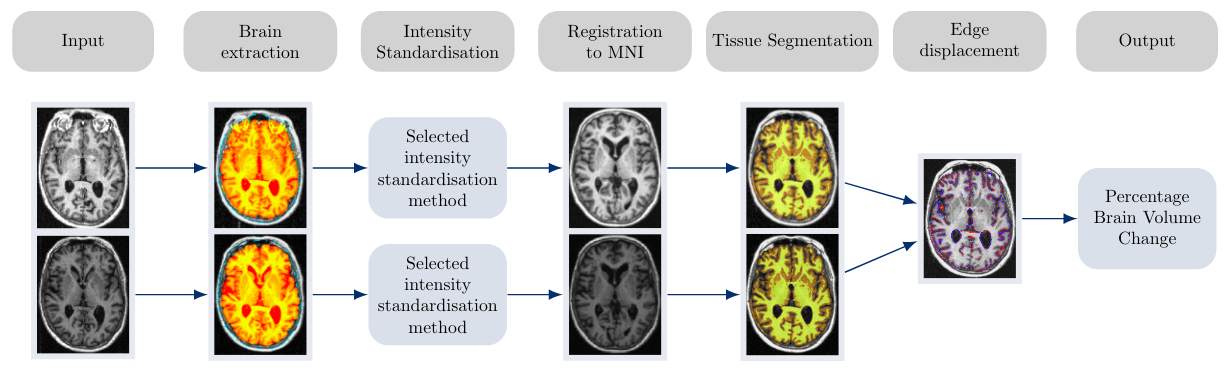 Input
Brain
extraction
Intensity
Standardisation
Registration
to MNI
Tissue Segmentation
Edge
displacement
Output
Selected
intensity
standardisation
method
Selected
intensity
standardisation
method
Percentage
Brain Volume
Change